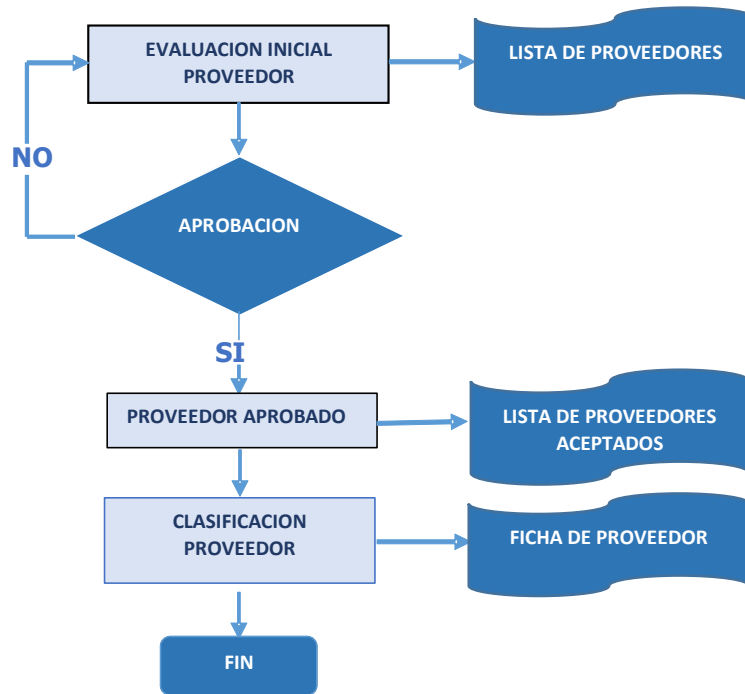 EVALUACION INICIAL
PROVEEDOR
LISTA DE PROVEEDORES
NO
APROBACION
SI
PROVEEDOR APROBADO
LISTA DE PROVEEDORES
ACEPTADOS
CLASIFICACION
PROVEEDOR
FICHA DE PROVEEDOR
FIN